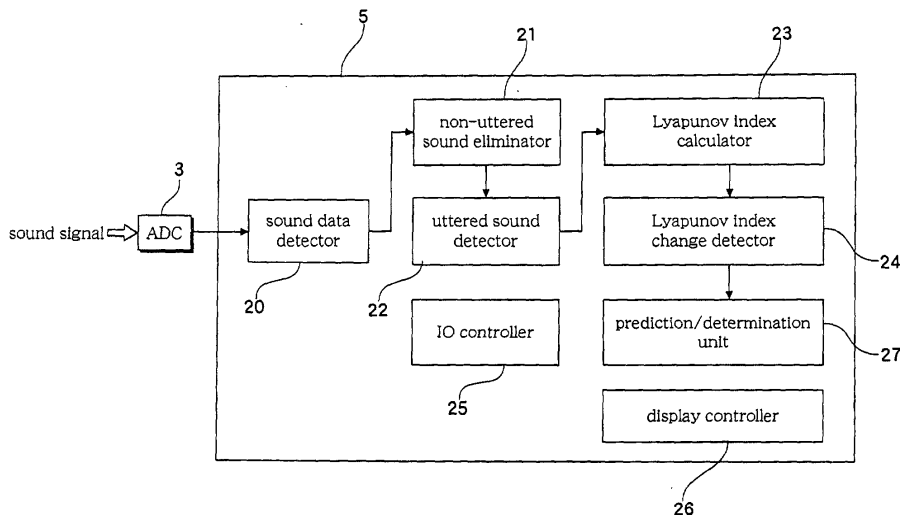 5
21
23
non-uttered
sound eliminator
Lyapunov index
calculator
3
sound signal
ADC
sound data
detector
uttered sound
detector
Lyapunov index
change detector
20
22
24
IO controller
prediction/determination
unit
25
27
display controller
26